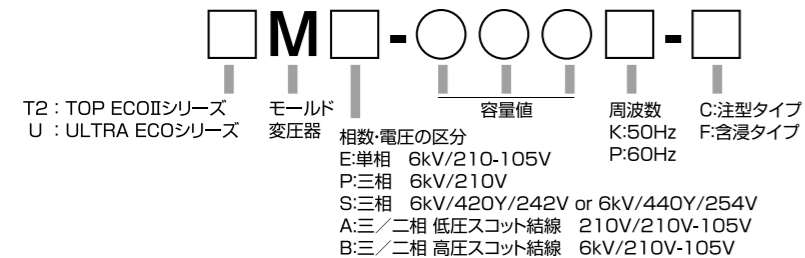 □M□-○○○□-□
T2：TOP ECOⅡシリーズ
U：ULTRA ECOシリーズ
モールド
変圧器
相数・電圧の区分
E:単相　6kV/210-105V
P:三相　6kV/210V
S:三相　6kV/420Y/242V or 6kV/440Y/254V
A:三／二相 低圧スコット結線　210V/210V-105V
B:三／二相 高圧スコット結線　6kV/210V-105V
容量値
周波数
K:50Hz
P:60Hz
C:注型タイプ
F:含浸タイプ